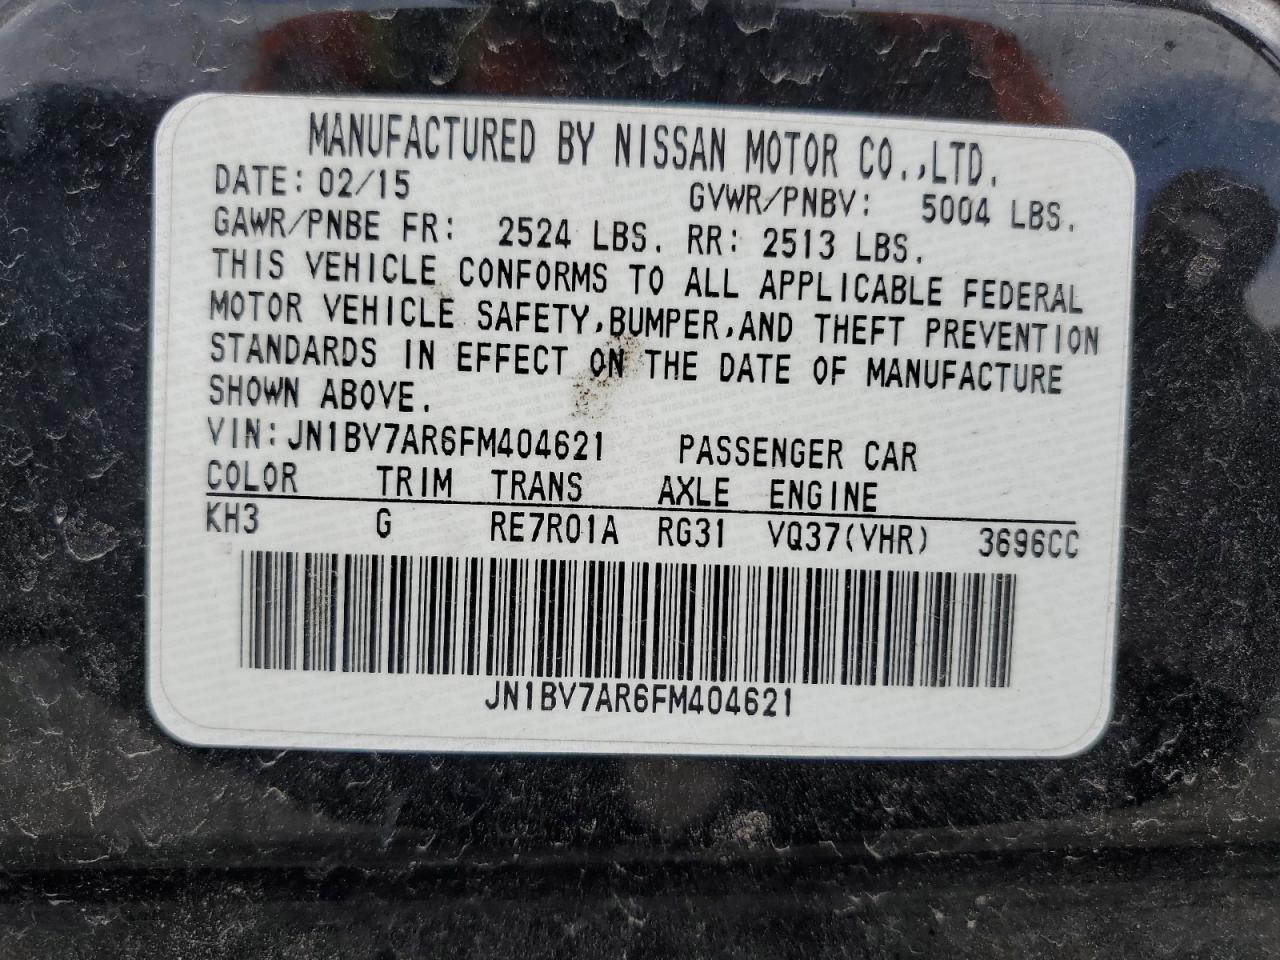 MANUFACTURED BY NISSAN MOTOR CO.,LTD.
DATE: 02/15 GVWR/PNBV: 5004 LBS.
GAWR/PNBE FR: 2524 LBS. RR: 2513 LBS.
THIS VEHICLE CONFORMS TO ALL APPLICABLE FEDERAL
MOTOR VEHICLE SAFETY,BUMPER,AND THEFT PREVENTION
STANDARDS IN EFFECT ON THE DATE OF MANUFACTURE
SHOWN ABOVE.
VIN:JN1BV7AR6FM404621 PASSENGER CAR
COLOR TRIM TRANS AXLE ENGINE
KH3 G RE7R01A RG31 VQ37(VHR) 3696CC
JN1BV7AR6FM404621